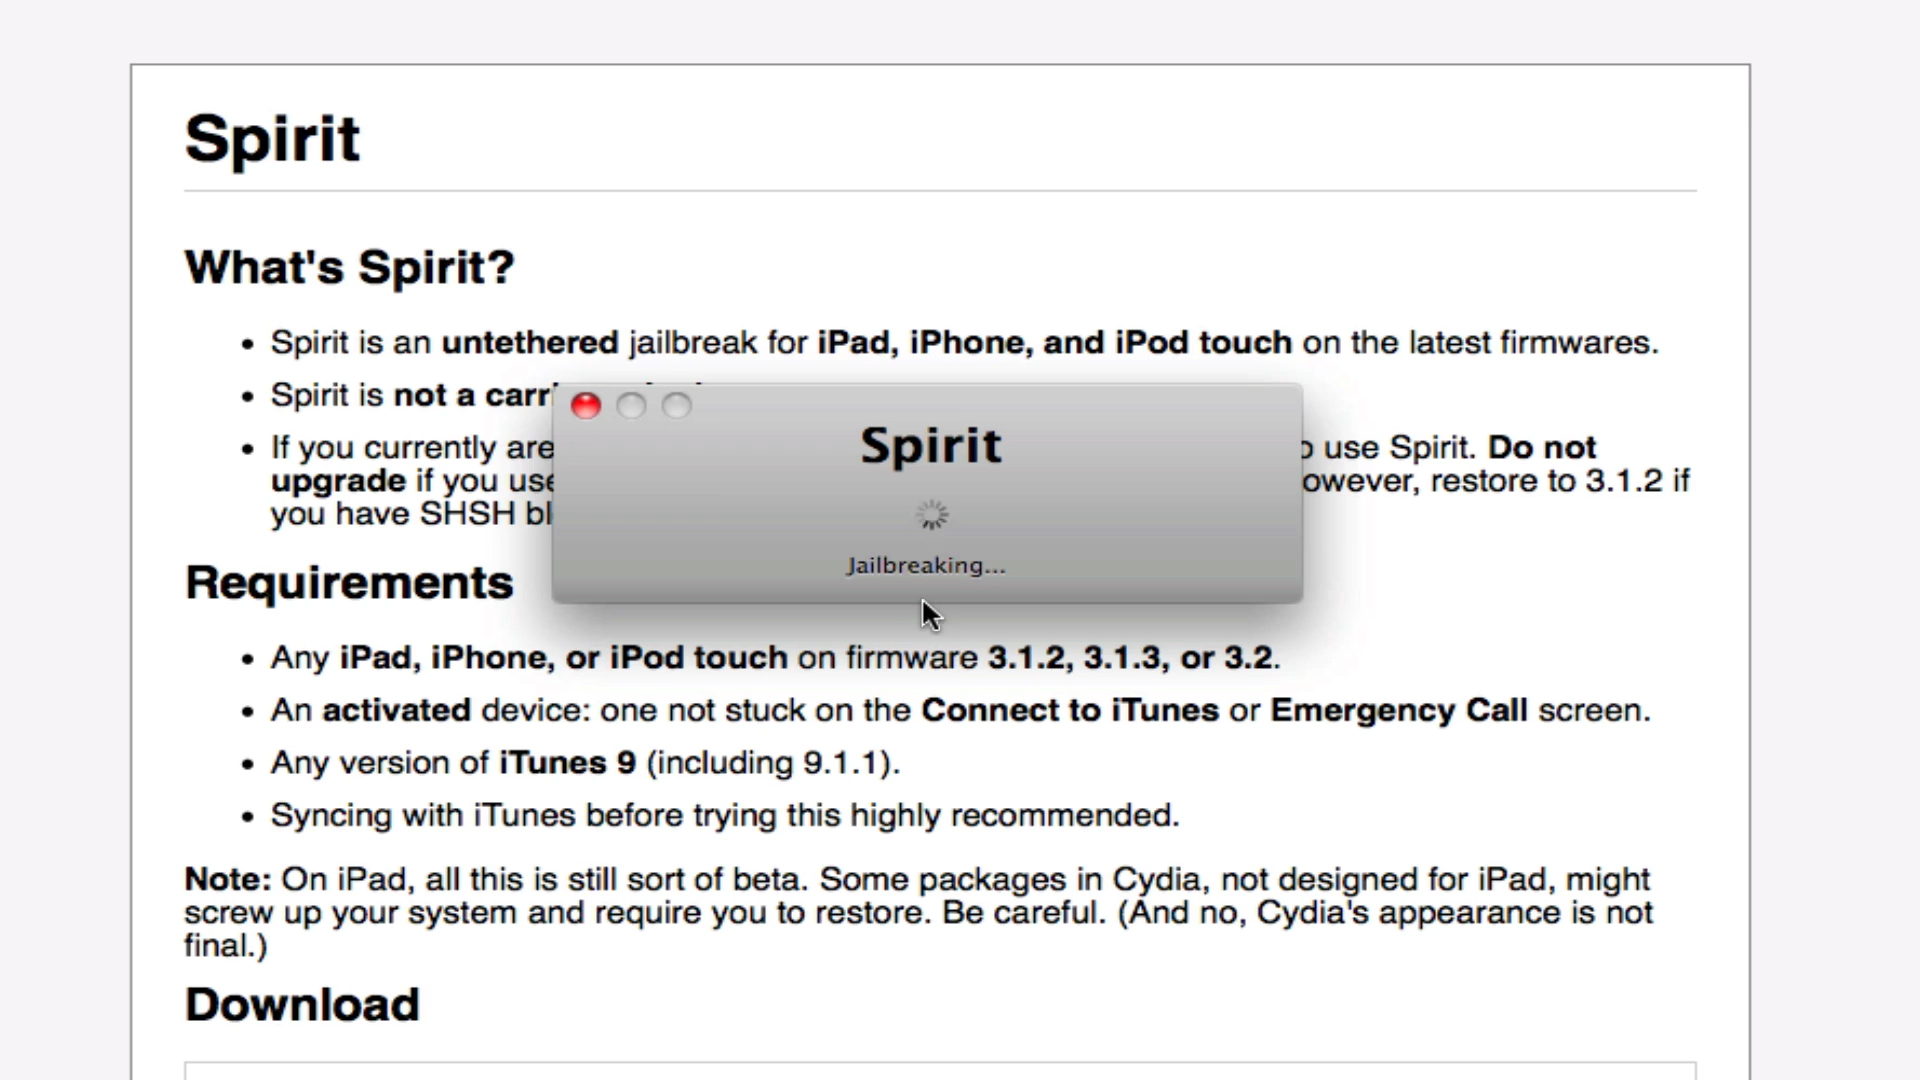 Spirit
What's Spirit?
• Spirit is an untethered jailbreak for iPad, iPhone, and iPod touch on the latest firmwares.
• Spirit is not a
Spirit
• If you currently are use Spirit. Do not
upgrade if you use restore to 3.1.2 if
you have SHSH
Jailbreaking...
Requirements
• Any iPad, iPhone, or iPod touch on firmware 3.1.2, 3.1.3, or 3.2.
• An activated device: one not stuck on the Connect to iTunes or Emergency Call screen.
• Any version of iTunes 9 (including 9.1.1).
• Syncing with iTunes before trying this highly recommended.
Note: On iPad, all this is still sort of beta. Some packages in Cydia, not designed for iPad, might
screw up your system and require you to restore. Be careful. (And no, Cydia's appearance is not
final.)
Download